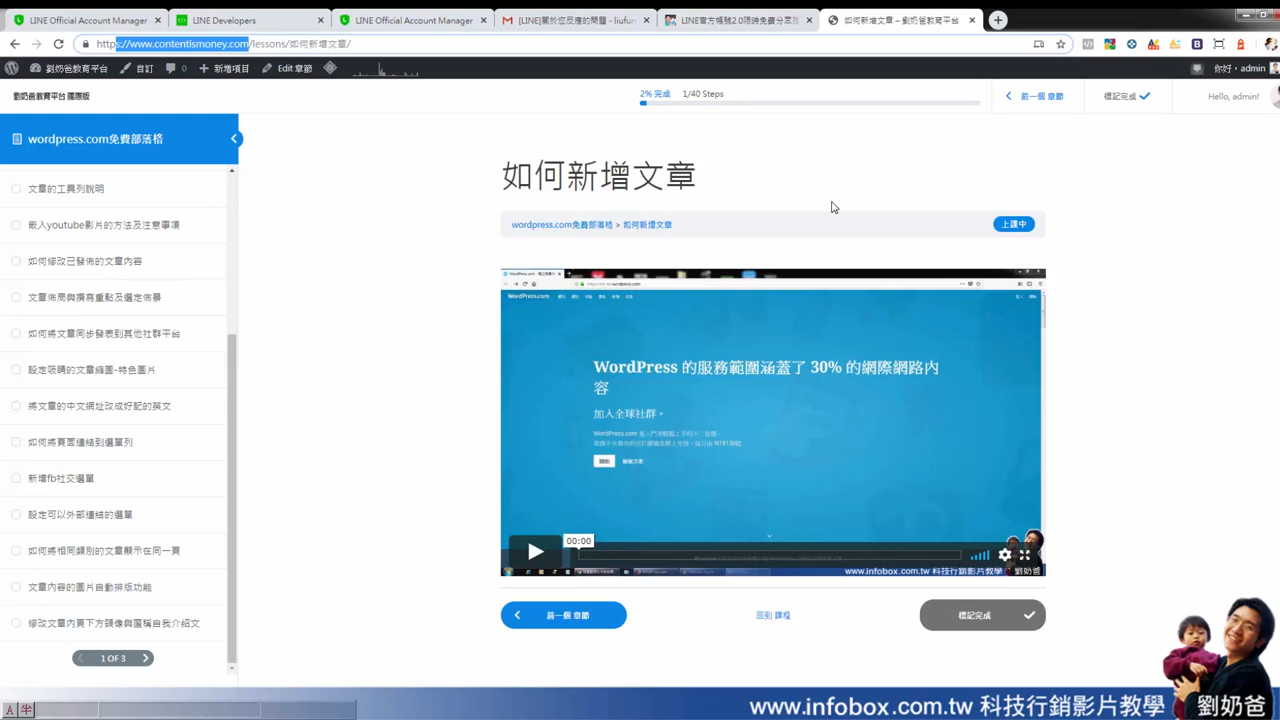 LINE Official Account Manager
LINE Developers
LINE Official Account Manager
[LINE]關於您反應的問題 - liufun
LINE官方帳號2.0限時免費分眾旅
如何新增文章 – 劉奶爸教育平台
https://www.contentismoney.com/lessons/如何新增文章/
劉奶爸教育平台
自訂
0
新增項目
Edit 章節
你好，admin
劉奶爸教育平台 國際版
2% 完成
1/40 Steps
前一個 章節
標記完成
Hello, admin!
wordpress.com免費部落格
文章的工具列說明
嵌入youtube影片的方法及注意事項
如何修改已發佈的文章內容
文章佈局與撰寫重點及選定佈景
如何將文章同步發表到其他社群平台
設定吸睛的文章縮圖-特色圖片
將文章的中文網址改成好記的英文
如何將頁面連結到選單列
新增fb社交選單
設定可以外部連結的選單
如何將相同類別的文章顯示在同一頁
文章內容的圖片自動排版功能
修改文章內頁下方頭像與匿稱自我介紹文
1 OF 3
如何新增文章
wordpress.com免費部落格 > 如何新增文章
上課中
WordPress.com
WordPress 的服務範圍涵蓋了 30% 的網際網路內
容
加入全球社群。
開始
00:00
www.infobox.com.tw 科技行銷影片教學 劉奶爸
前一個 章節
回到 課程
標記完成
A 半
www.infobox.com.tw 科技行銷影片教學 劉奶爸